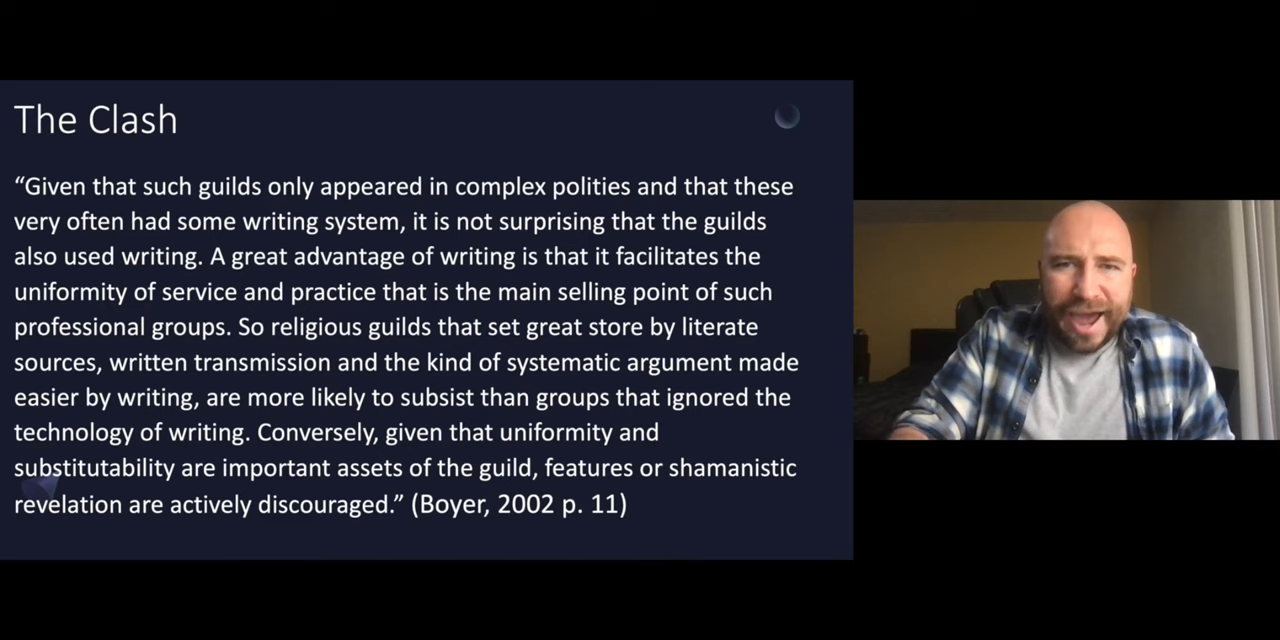 The Clash
“Given that such guilds only appeared in complex polities and that these
very often had some writing system, it is not surprising that the guilds
also used writing. A great advantage of writing is that it facilitates the
uniformity of service and practice that is the main selling point of such
professional groups. So religious guilds that set great store by literate
sources, written transmission and the kind of systematic argument made
easier by writing, are more likely to subsist than groups that ignored the
technology of writing. Conversely, given that uniformity and
substitutability are important assets of the guild, features or shamanistic
revelation are actively discouraged.” (Boyer, 2002 p. 11)